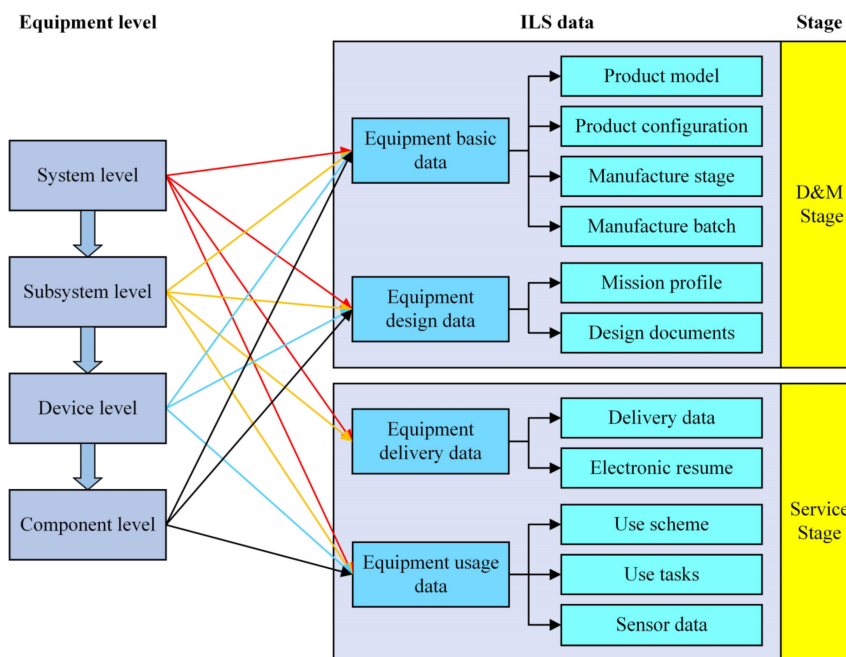 Equipment level
ILS data
Stage
System level
Subsystem level
Device level
Component level
Equipment basic
data
Product model
Product configuration
Manufacture stage
Manufacture batch
Equipment
design data
Mission profile
Design documents
D&M
Stage
Equipment
delivery data
Delivery data
Electronic resume
Equipment usage
data
Use scheme
Use tasks
Sensor data
Service
Stage